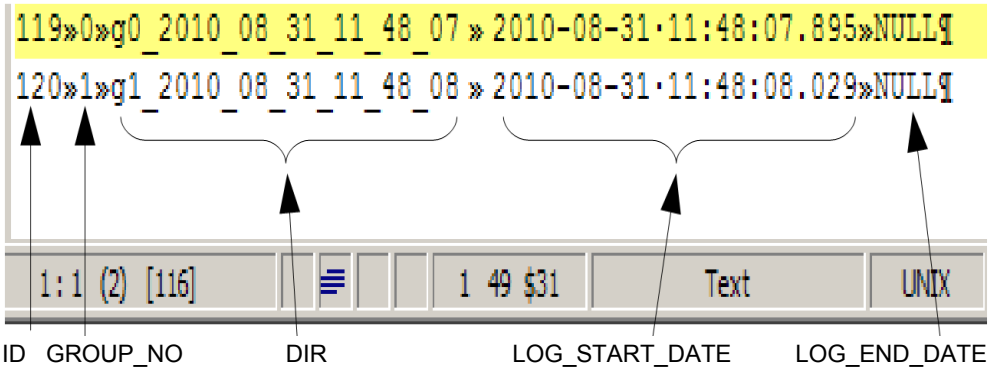 119»0»g0_2010_08_31_11_48_07 » 2010-08-31·11:48:07.895»NULL¶
120»1»g1_2010_08_31_11_48_08 » 2010-08-31·11:48:08.029»NULL¶
1:1 (2) [116] 1 49 $31 Text UNIX
ID GROUP_NO DIR LOG_START_DATE LOG_END_DATE